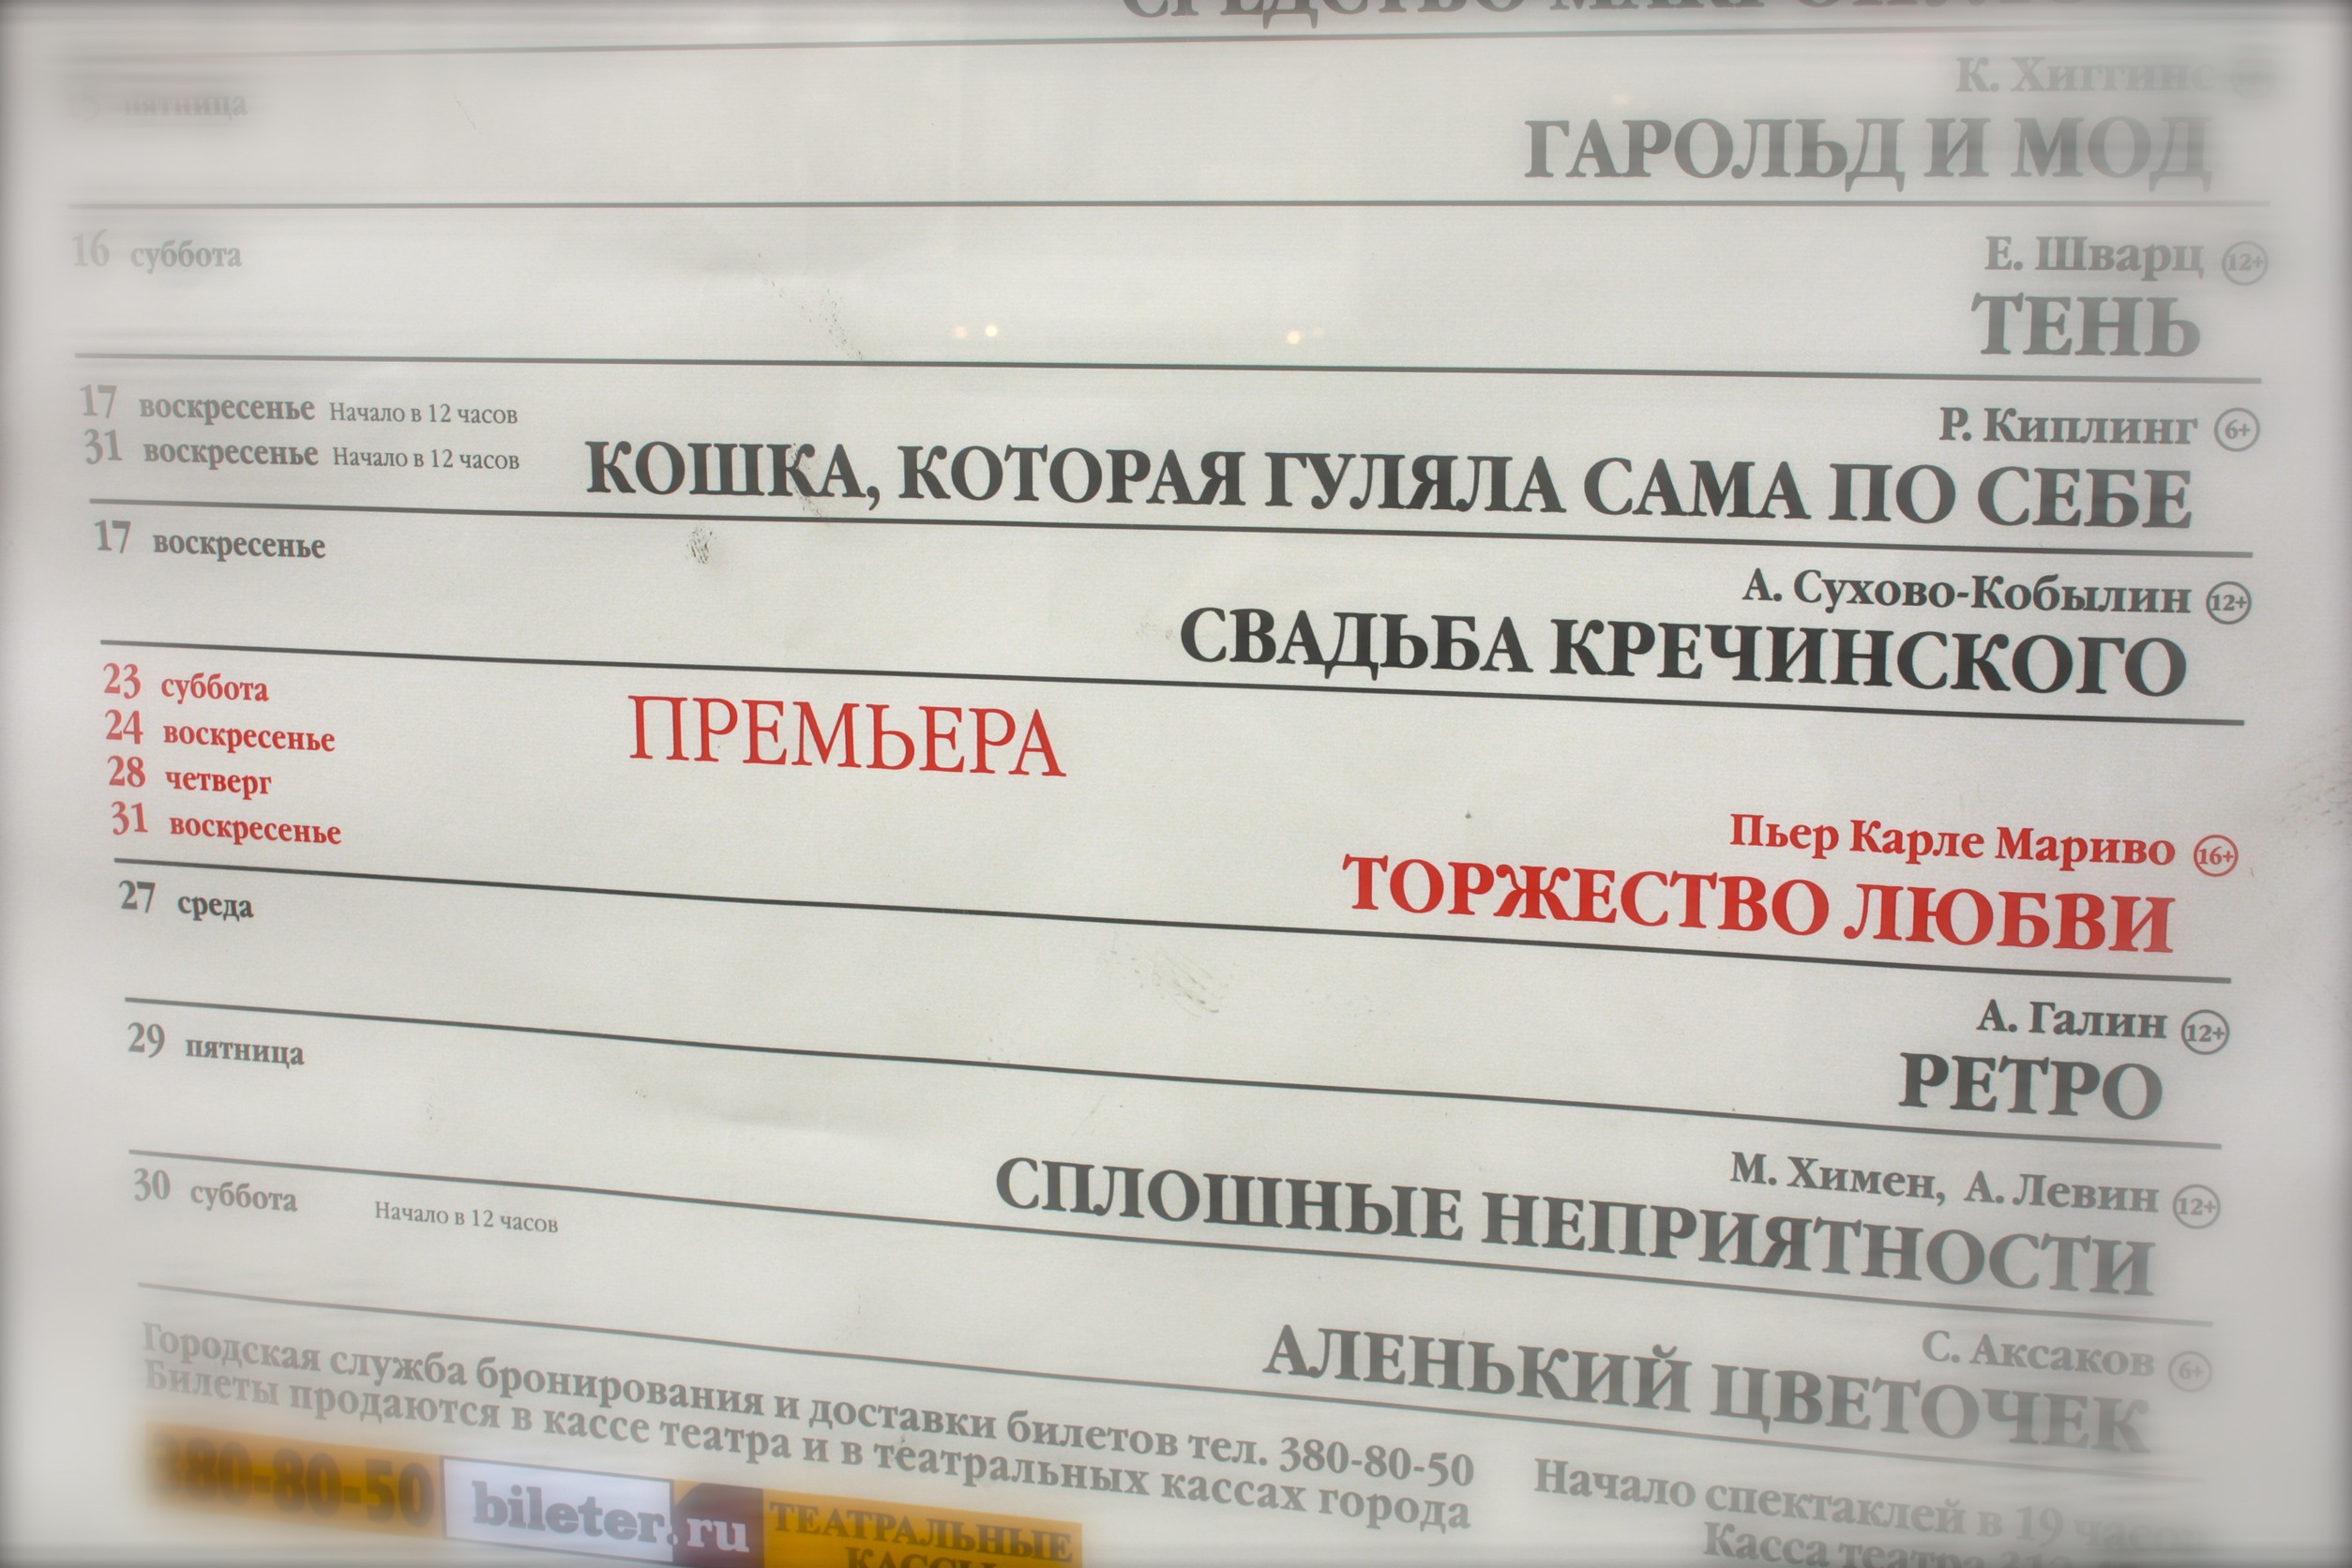 пятница
К. Хиггинс
ГАРОЛЬД И МОД
16 суббота
Е. Шварц 12+
ТЕНЬ
17 воскресенье Начало в 12 часов
31 воскресенье Начало в 12 часов
Р. Киплинг 6+
КОШКА, КОТОРАЯ ГУЛЯЛА САМА ПО СЕБЕ
17 воскресенье
А. Сухово-Кобылин 12+
СВАДЬБА КРЕЧИНСКОГО
23 суббота
24 воскресенье
28 четверг
31 воскресенье
ПРЕМЬЕРА
Пьер Карле Мариво 16+
ТОРЖЕСТВО ЛЮБВИ
27 среда
А. Галин 12+
РЕТРО
29 пятница
М. Химен, А. Левин 12+
СПЛОШНЫЕ НЕПРИЯТНОСТИ
30 суббота Начало в 12 часов
С. Аксаков 6+
АЛЕНЬКИЙ ЦВЕТОЧЕК
Городская служба бронирования и доставки билетов тел. 380-80-50
Билеты продаются в кассе театра и в театральных кассах города
Начало спектаклей в 19
Касса театра
380-80-50
bileter.ru
ТЕАТРАЛЬНЫЕ
КАССЫ